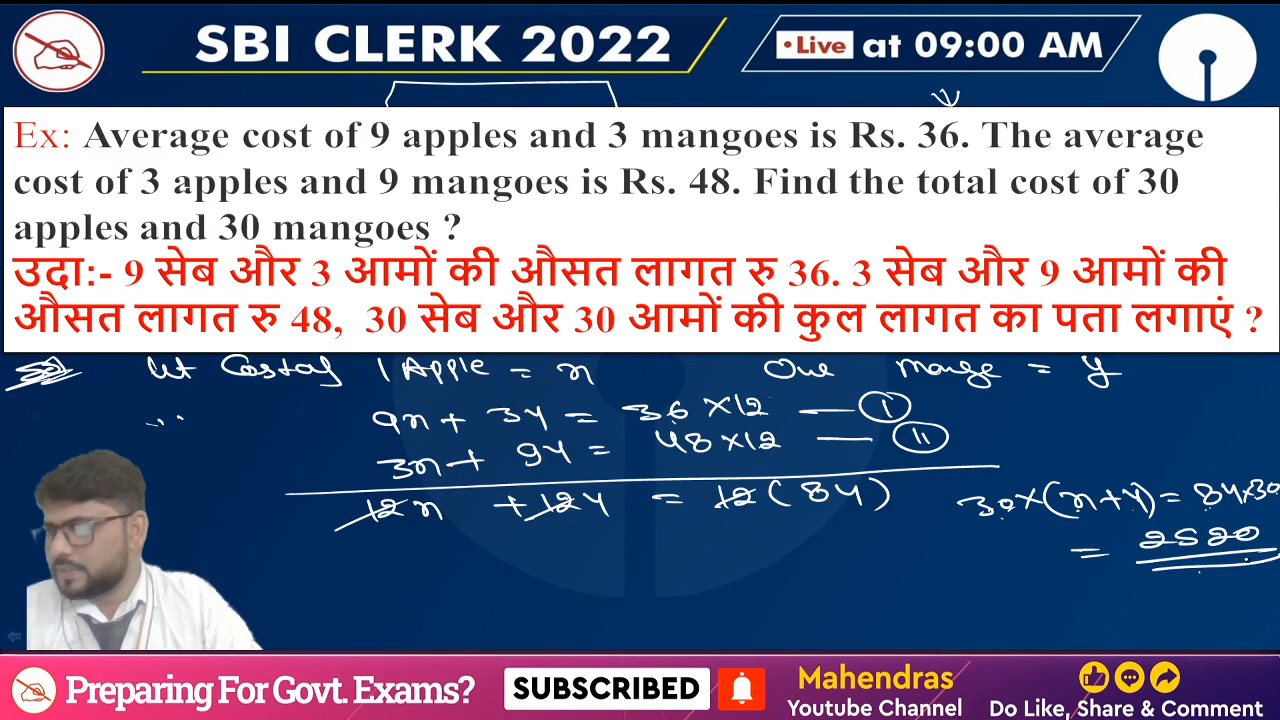 SBI CLERK 2022
•Live at 09:00 AM
Ex: Average cost of 9 apples and 3 mangoes is Rs. 36. The average
cost of 3 apples and 9 mangoes is Rs. 48. Find the total cost of 30
apples and 30 mangoes ?
उदाः- 9 सेब और 3 आमों की औसत लागत रु 36. 3 सेब और 9 आमों की
औसत लागत रु 48, 30 सेब और 30 आमों की कुल लागत का पता लगाएं ?
Sol let Cost of 1 Apple = x One mango = y
9x + 3y = 36 × 12 — (I)
3x + 9y = 48 × 12 — (II)
12x + 12y = 12 (84)
30×(x+y) = 84×30
= 2520
Preparing For Govt. Exams?
SUBSCRIBED
Mahendras
Youtube Channel
Do Like, Share & Comment